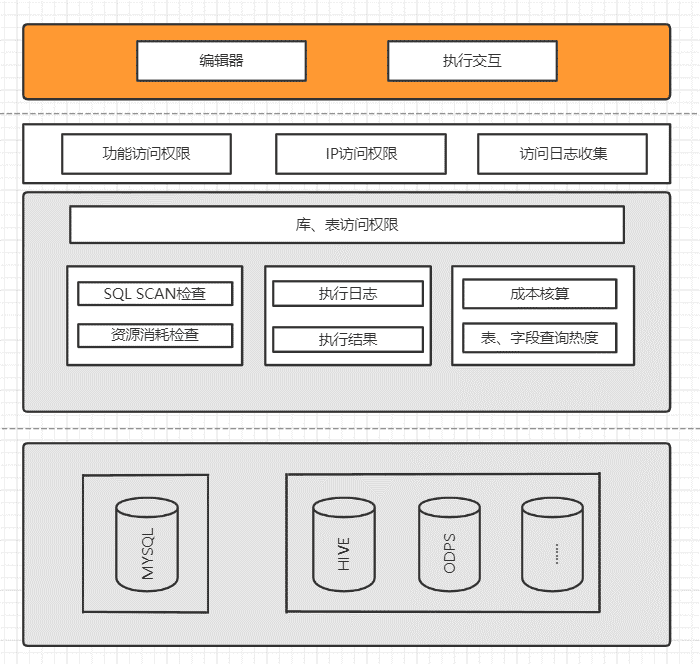 编辑器
执行交互
功能访问权限
IP访问权限
访问日志收集
库、表访问权限
SQL SCAN检查
执行日志
成本核算
资源消耗检查
执行结果
表、字段查询热度
MYSQL
HIVE
ODPS
......